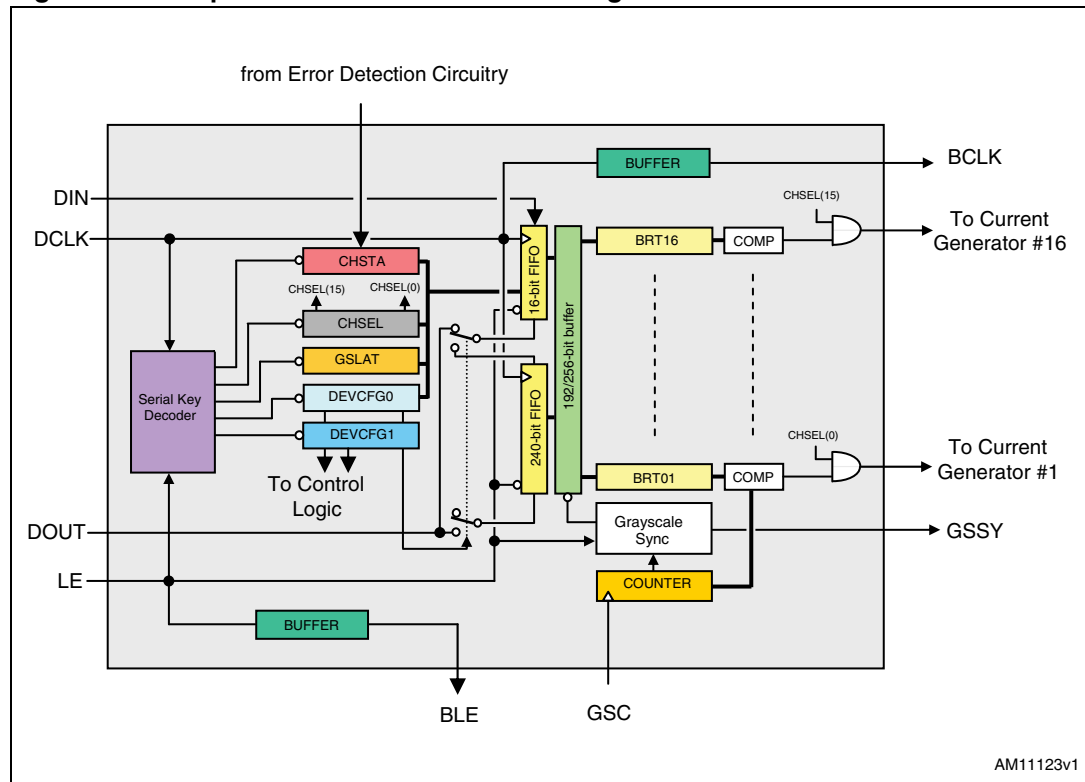 from Error Detection Circuitry
BUFFER
BCLK
DIN
CHSEL(15)
To Current
Generator #16
DCLK
CHSTA
16-bit FIFO
192/256-bit buffer
BRT16
COMP
CHSEL(15)
CHSEL(0)
CHSEL
GSLAT
Serial Key
Decoder
DEVCFG0
DEVCFG1
240-bit FIFO
To Control
Logic
CHSEL(0)
To Current
Generator #1
BRT01
COMP
DOUT
Grayscale
Sync
GSSY
LE
COUNTER
BUFFER
BLE
GSC
AM11123v1